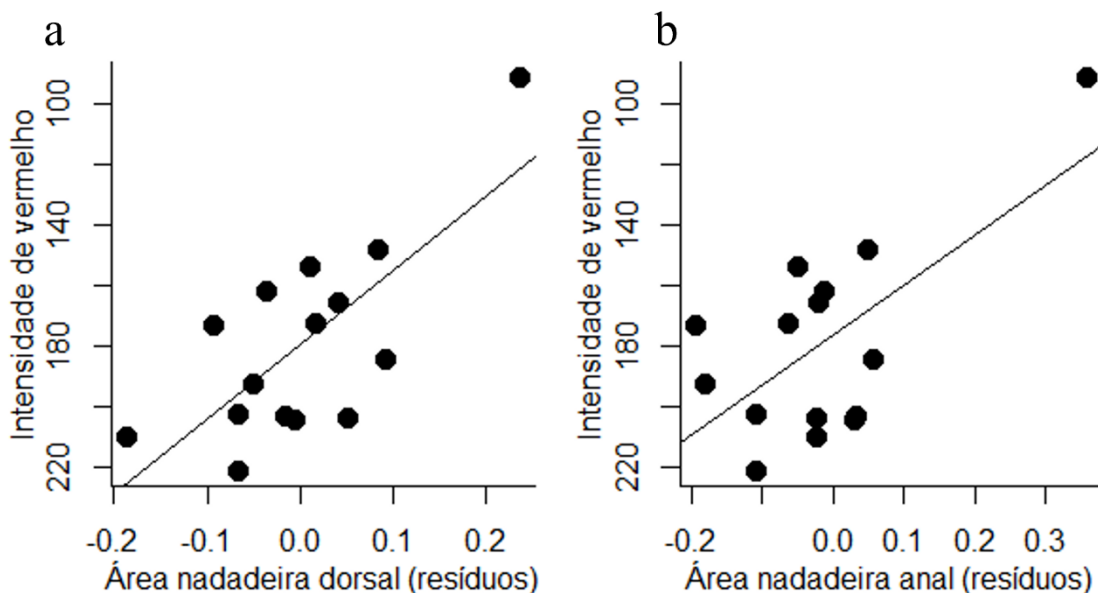 a
Intensidade de vermelho
100
140
180
220
-0.2 -0.1 0.0 0.1 0.2
Área nadadeira dorsal (resíduos)
b
Intensidade de vermelho
100
140
180
220
-0.2 0.0 0.1 0.2 0.3
Área nadadeira anal (resíduos)